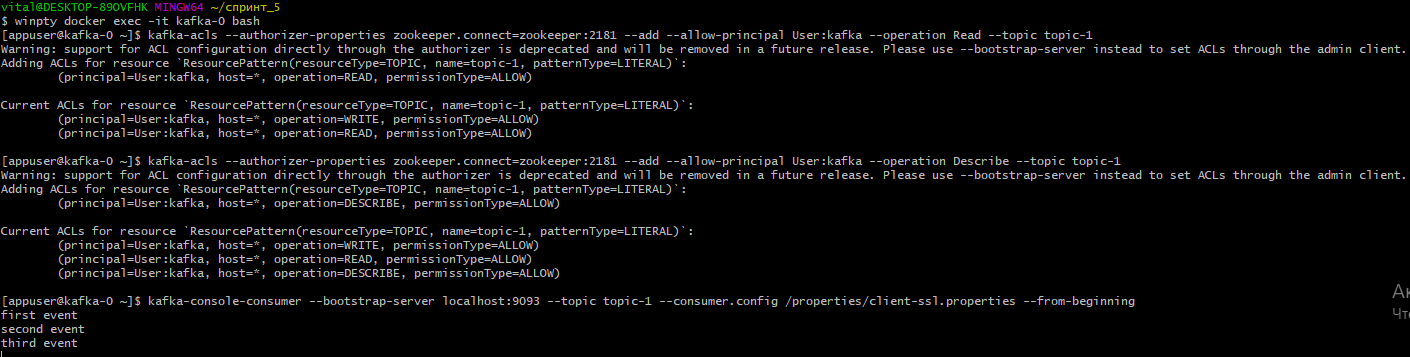 vital@DESKTOP-89OVFHK MINGW64 ~/спринт_5
$ winpty docker exec -it kafka-0 bash
[appuser@kafka-0 ~]$ kafka-acls --authorizer-properties zookeeper.connect=zookeeper:2181 --add --allow-principal User:kafka --operation Read --topic topic-1
Warning: support for ACL configuration directly through the authorizer is deprecated and will be removed in a future release. Please use --bootstrap-server instead to set ACLs through the admin client.
Adding ACLs for resource `ResourcePattern(resourceType=TOPIC, name=topic-1, patternType=LITERAL)`:
        (principal=User:kafka, host=*, operation=READ, permissionType=ALLOW)

Current ACLs for resource `ResourcePattern(resourceType=TOPIC, name=topic-1, patternType=LITERAL)`:
        (principal=User:kafka, host=*, operation=WRITE, permissionType=ALLOW)
        (principal=User:kafka, host=*, operation=READ, permissionType=ALLOW)

[appuser@kafka-0 ~]$ kafka-acls --authorizer-properties zookeeper.connect=zookeeper:2181 --add --allow-principal User:kafka --operation Describe --topic topic-1
Warning: support for ACL configuration directly through the authorizer is deprecated and will be removed in a future release. Please use --bootstrap-server instead to set ACLs through the admin client.
Adding ACLs for resource `ResourcePattern(resourceType=TOPIC, name=topic-1, patternType=LITERAL)`:
        (principal=User:kafka, host=*, operation=DESCRIBE, permissionType=ALLOW)

Current ACLs for resource `ResourcePattern(resourceType=TOPIC, name=topic-1, patternType=LITERAL)`:
        (principal=User:kafka, host=*, operation=WRITE, permissionType=ALLOW)
        (principal=User:kafka, host=*, operation=READ, permissionType=ALLOW)
        (principal=User:kafka, host=*, operation=DESCRIBE, permissionType=ALLOW)

[appuser@kafka-0 ~]$ kafka-console-consumer --bootstrap-server localhost:9093 --topic topic-1 --consumer.config /properties/client-ssl.properties --from-beginning
first event
second event
third event